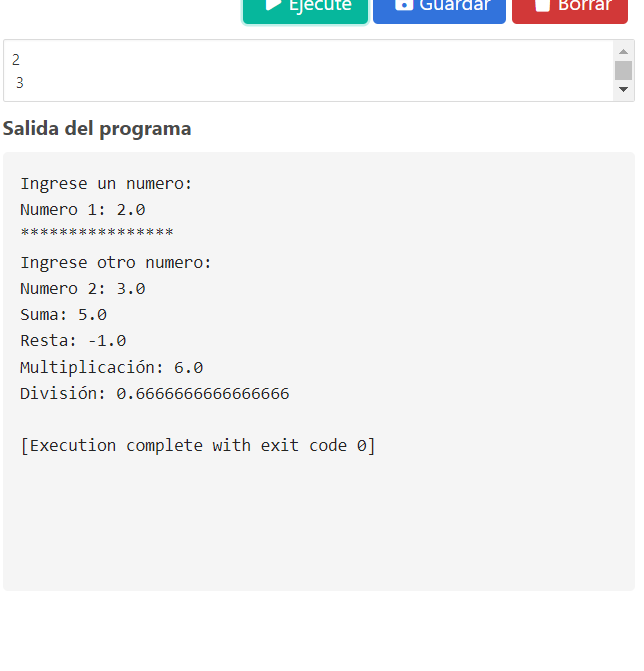 Ejecute Guardar Borrar
2
3
Salida del programa
Ingrese un numero:
Numero 1: 2.0
****************
Ingrese otro numero:
Numero 2: 3.0
Suma: 5.0
Resta: -1.0
Multiplicación: 6.0
División: 0.6666666666666666
[Execution complete with exit code 0]